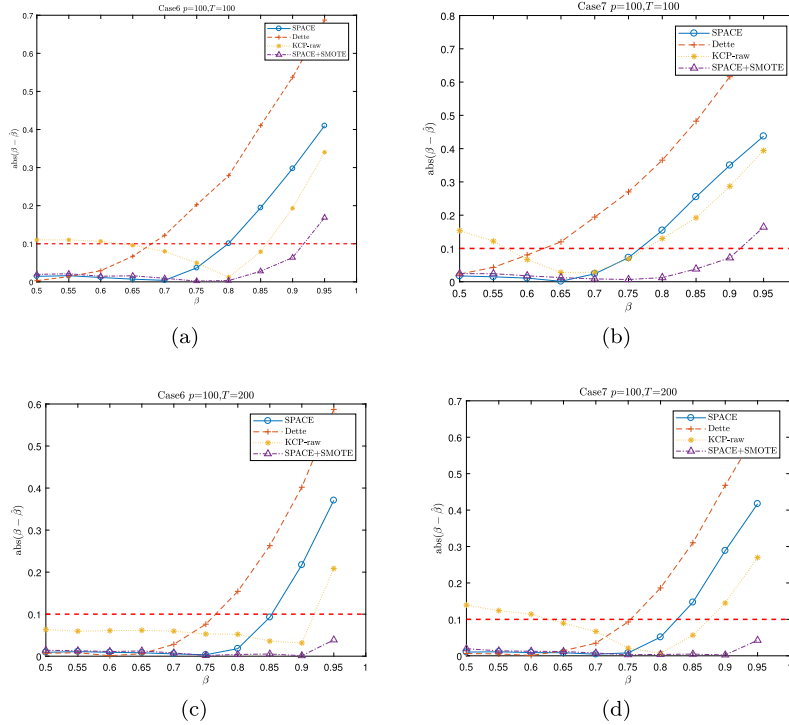 Case6 p=100,T=100
0.7
0.6
0.5
0.4
0.3
0.2
0.1
0
abs(β − β̂)
SPACE
Dette
KCP-raw
SPACE+SMOTE
0.5 0.55 0.6 0.65 0.7 0.75 0.8 0.85 0.9 0.95 1
β
(a)
Case7 p=100,T=100
0.8
0.7
0.6
0.5
0.4
0.3
0.2
0.1
0
abs(β − β̂)
SPACE
Dette
KCP-raw
SPACE+SMOTE
0.5 0.55 0.6 0.65 0.7 0.75 0.8 0.85 0.9 0.95
β
(b)
Case6 p=100,T=200
0.6
0.5
0.4
0.3
0.2
0.1
0
abs(β − β̂)
SPACE
Dette
KCP-raw
SPACE+SMOTE
0.5 0.55 0.6 0.65 0.7 0.75 0.8 0.85 0.9 0.95 1
β
(c)
Case7 p=100,T=200
0.7
0.6
0.5
0.4
0.3
0.2
0.1
0
abs(β − β̂)
SPACE
Dette
KCP-raw
SPACE+SMOTE
0.5 0.55 0.6 0.65 0.7 0.75 0.8 0.85 0.9 0.95 1
β
(d)